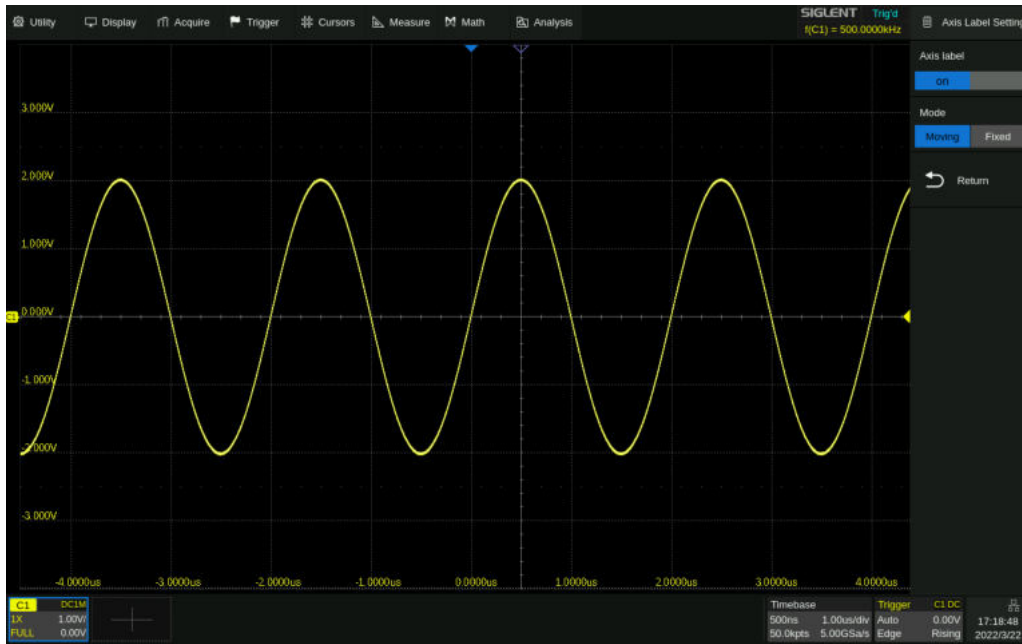 Utility Display Acquire Trigger Cursors Measure Math Analysis
SIGLENT Trig'd
f(C1) = 500.0000kHz
Axis Label Setting
Axis label
on
Mode
Moving Fixed
Return
3.000V
2.000V
1.000V
C1 0.000V
-1.000V
-2.000V
-3.000V
-4.0000us -3.0000us -2.0000us -1.0000us 0.0000us 1.0000us 2.0000us 3.0000us 4.0000us
C1 DC1M
1X 1.00V/
FULL 0.00V
Timebase
500ns 1.00us/div
50.0kpts 5.00GSa/s
Trigger C1 DC
Auto 0.00V
Edge Rising
17:18:48